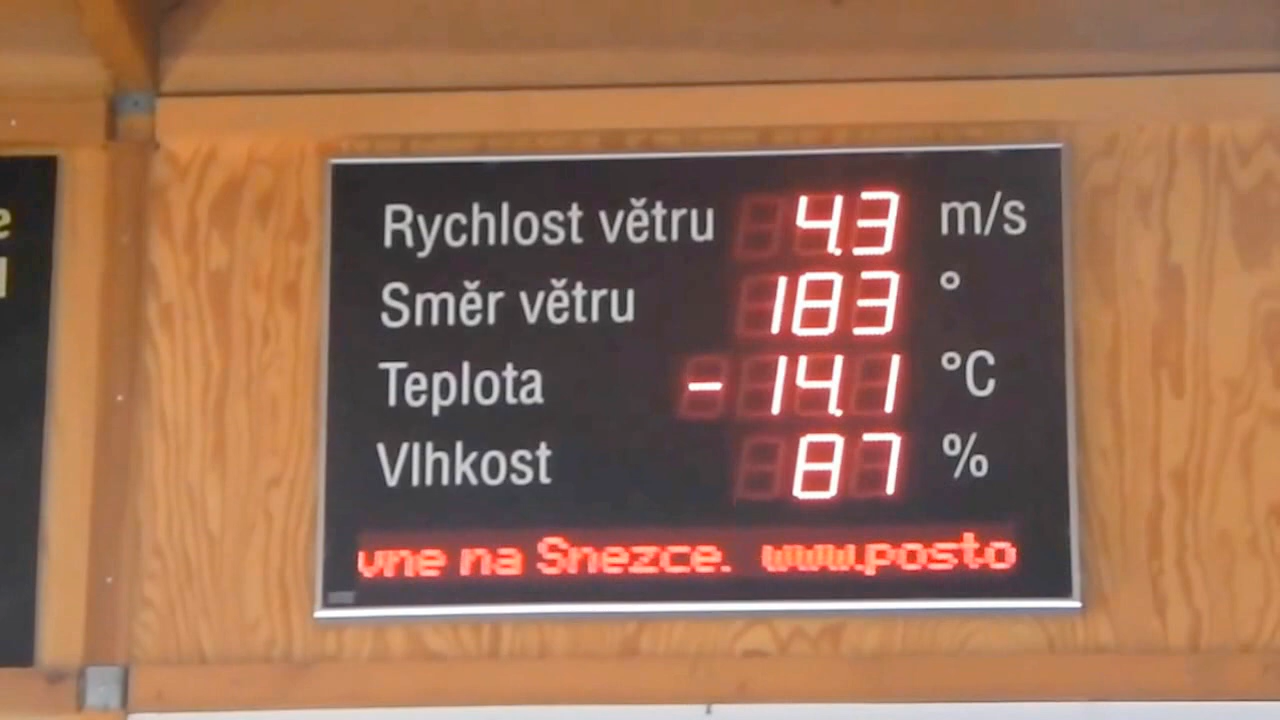 Rychlost větru 4.3 m/s
Směr větru 183 °
Teplota -14.1 °C
Vlhkost 87 %
vne na Snezce. www.posto